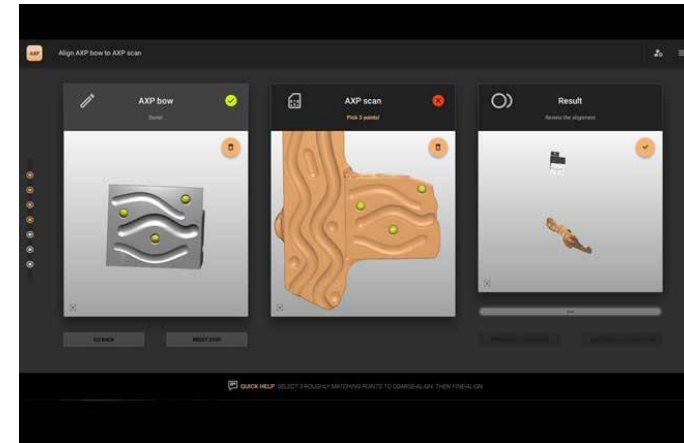 AXP
Align AXP bow to AXP scan
AXP bow
Done!
AXP scan
Pick 3 points!
Result
Review the alignment
GO BACK
RESET STEP
QUICK HELP SELECT 3 ROUGHLY MATCHING POINTS TO COARSE-ALIGN, THEN FINE-ALIGN